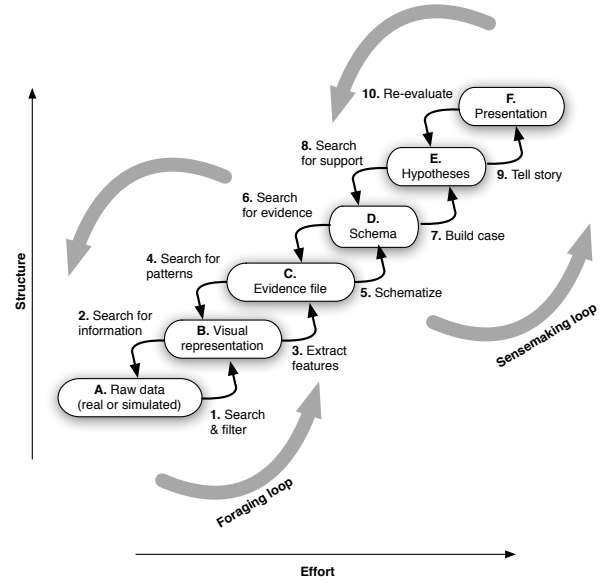 F.
Presentation
10. Re-evaluate
E.
Hypotheses
9. Tell story
8. Search
for support
D.
Schema
7. Build case
6. Search
for evidence
C.
Evidence file
5. Schematize
4. Search for
patterns
B. Visual
representation
3. Extract
features
2. Search for
information
A. Raw data
(real or simulated)
1. Search
& filter
Foraging loop
Sensemaking loop
Structure
Effort